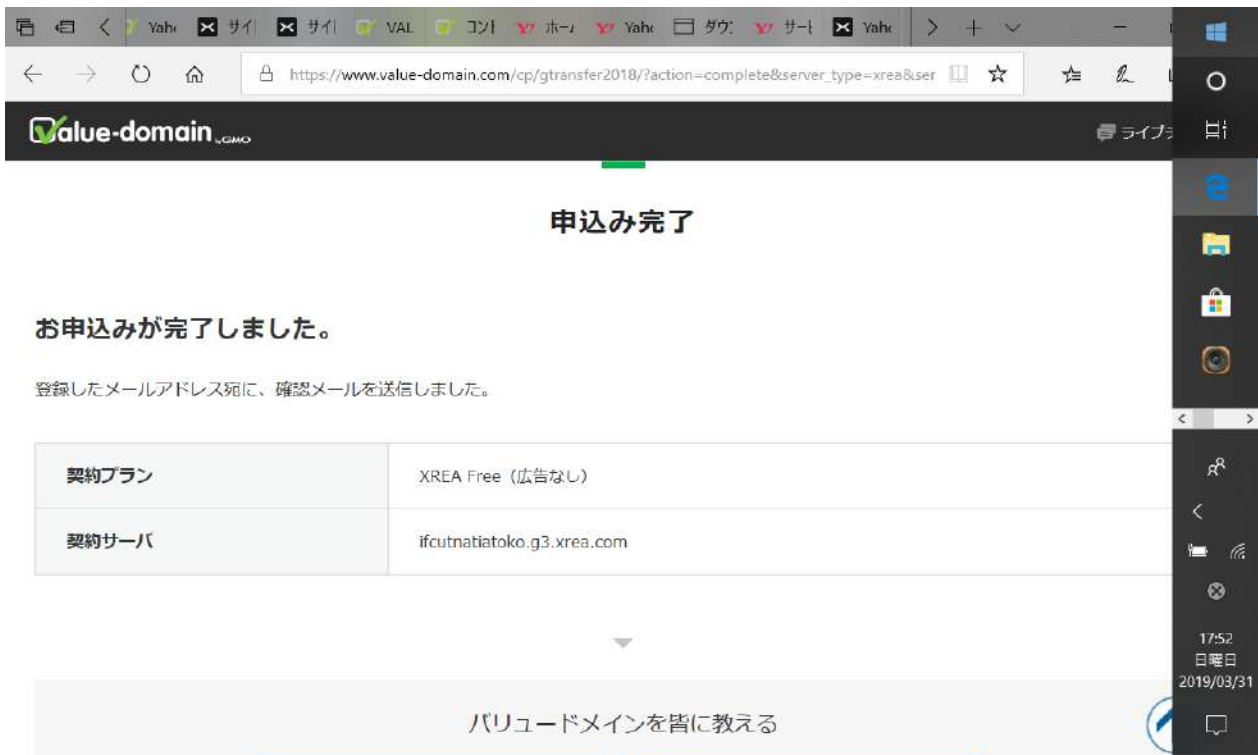 Yaho サイ サイ VAL コント ホーム Yaho ダウン サート Yaho
https://www.value-domain.com/cp/gtransfer2018/?action=complete&server_type=xrea&ser
Value-domain by GMO
ライブ
申込み完了
お申込みが完了しました。
登録したメールアドレス宛に、確認メールを送信しました。
契約プラン XREA Free（広告なし）
契約サーバ ifcutnatiatoko.g3.xrea.com
17:52
日曜日
2019/03/31
バリュードメインを皆に教える